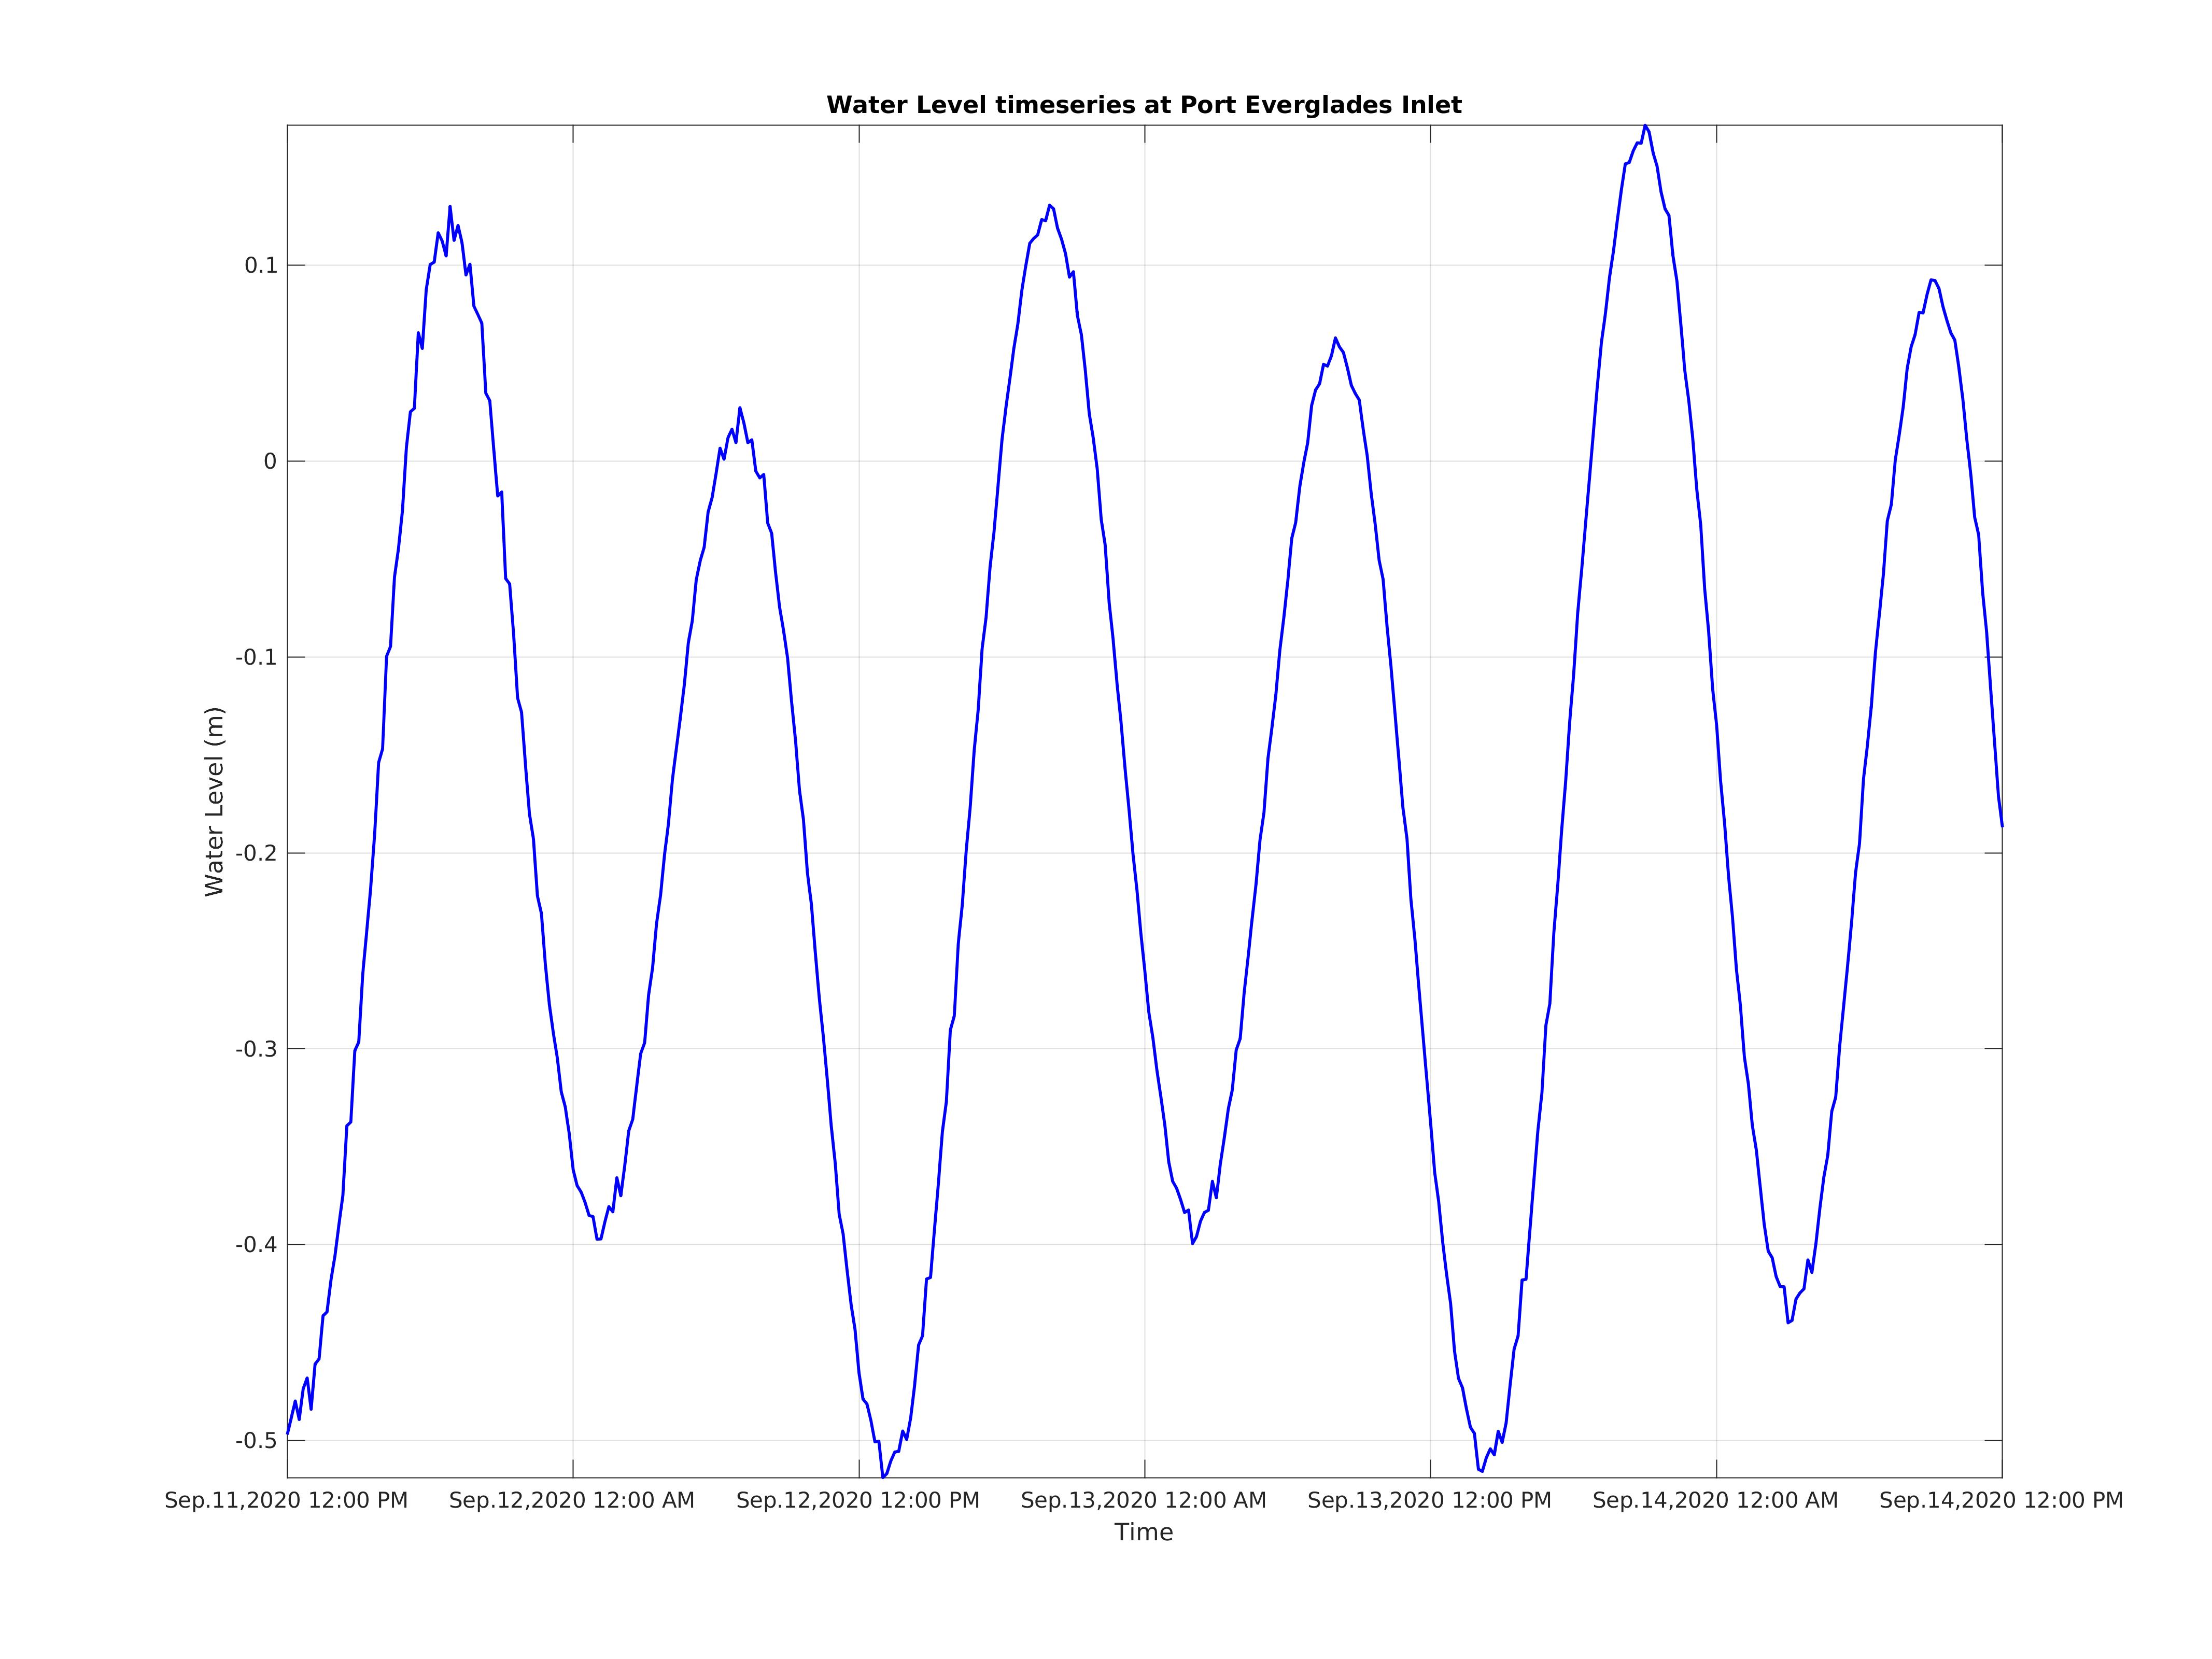 Water Level timeseries at Port Everglades Inlet
0.1
0
-0.1
-0.2
-0.3
-0.4
-0.5
Water Level (m)
Sep.11,2020 12:00 PM Sep.12,2020 12:00 AM Sep.12,2020 12:00 PM Sep.13,2020 12:00 AM Sep.13,2020 12:00 PM Sep.14,2020 12:00 AM Sep.14,2020 12:00 PM
Time